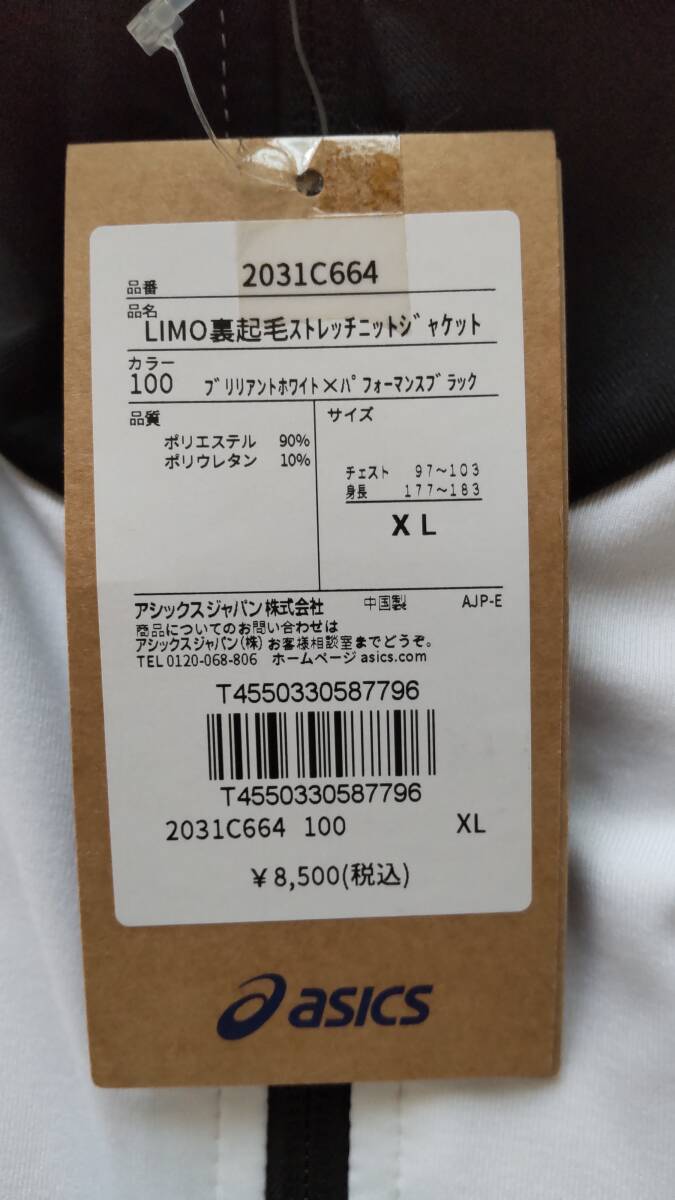 品番 2031C664
品名
LIMO裏起毛ｽﾄﾚｯﾁﾆｯﾄｼﾞｬｹｯﾄ
カラー
100 ﾌﾞﾘﾘｱﾝﾄﾎﾜｲﾄ×ﾊﾟﾌｫｰﾏﾝｽﾌﾞﾗｯｸ
品質
ポリエステル 90%
ポリウレタン 10%
サイズ
ﾁｪｽﾄ 97～103
身長 177～183
XL
アシックスジャパン株式会社 中国製 AJP-E
商品についてのお問い合わせは
アシックスジャパン(株)お客様相談室までどうぞ。
TEL 0120-068-806 ホームページ asics.com
T4550330587796
T4550330587796
2031C664 100 XL
¥8,500(税込)
asics